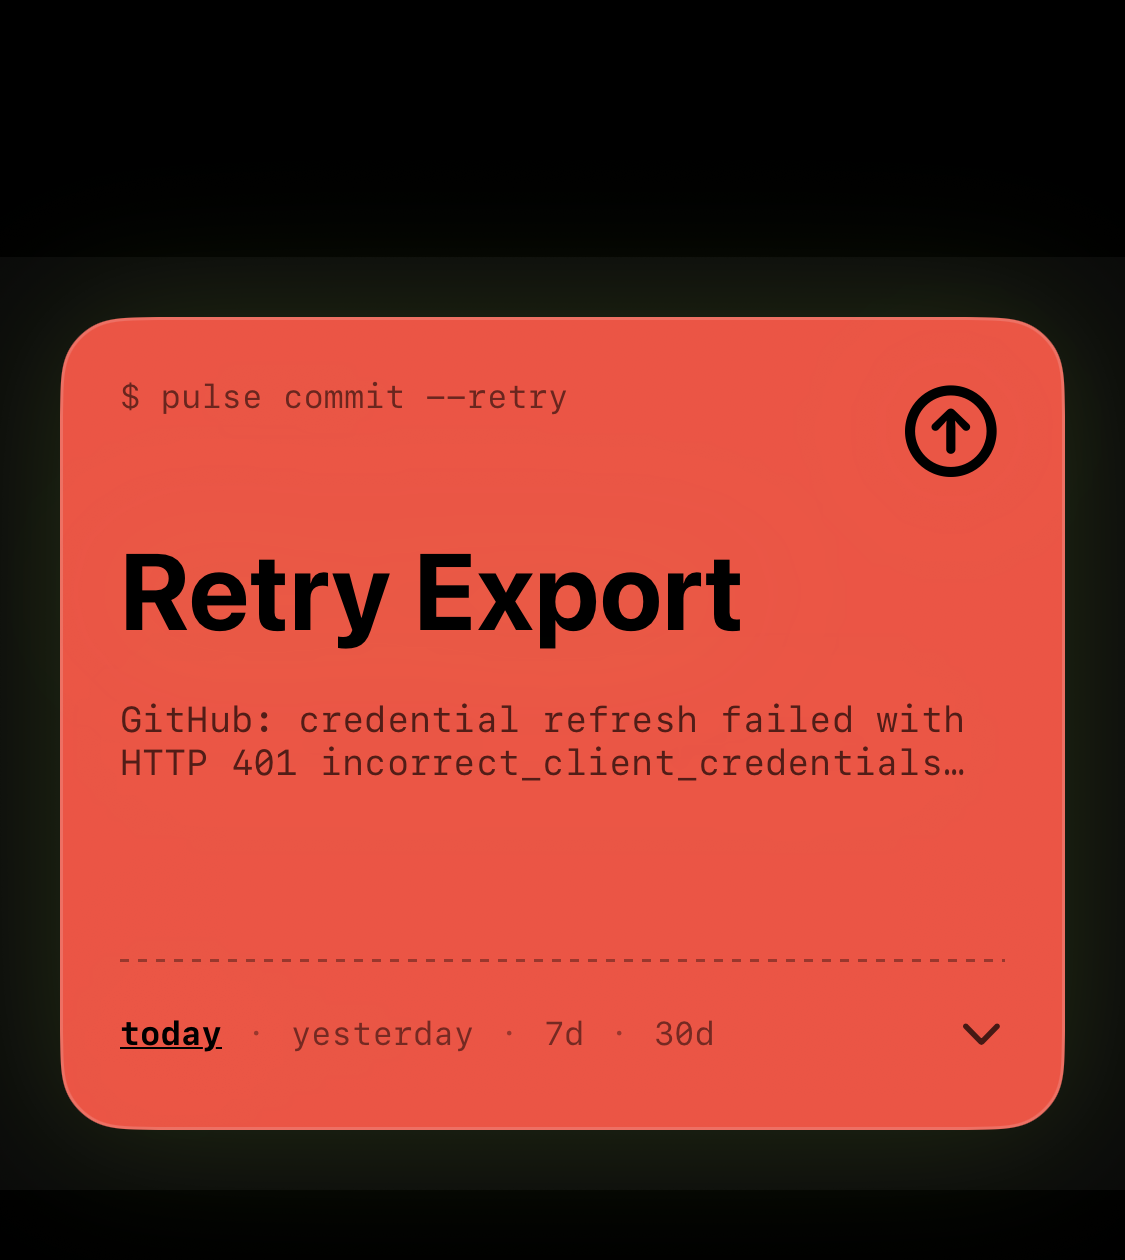 $ pulse commit --retry
Retry Export
GitHub: credential refresh failed with
HTTP 401 incorrect_client_credentials…
today · yesterday · 7d · 30d